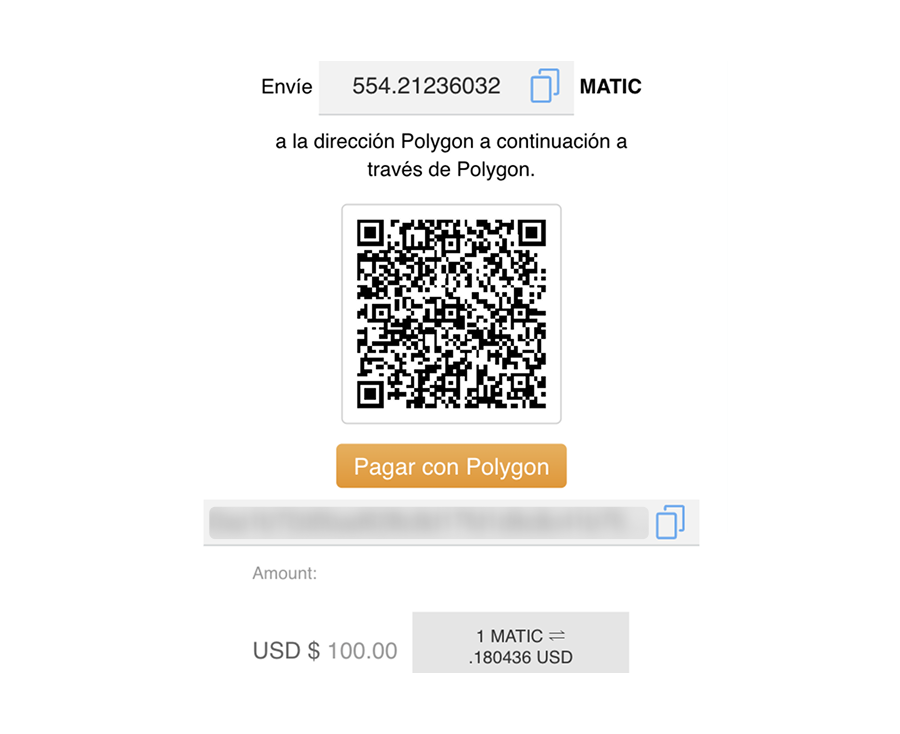 Envíe 554.21236032 MATIC
a la dirección Polygon a continuación a
través de Polygon.
Pagar con Polygon
Amount:
USD $ 100.00
1 MATIC ⇌
.180436 USD